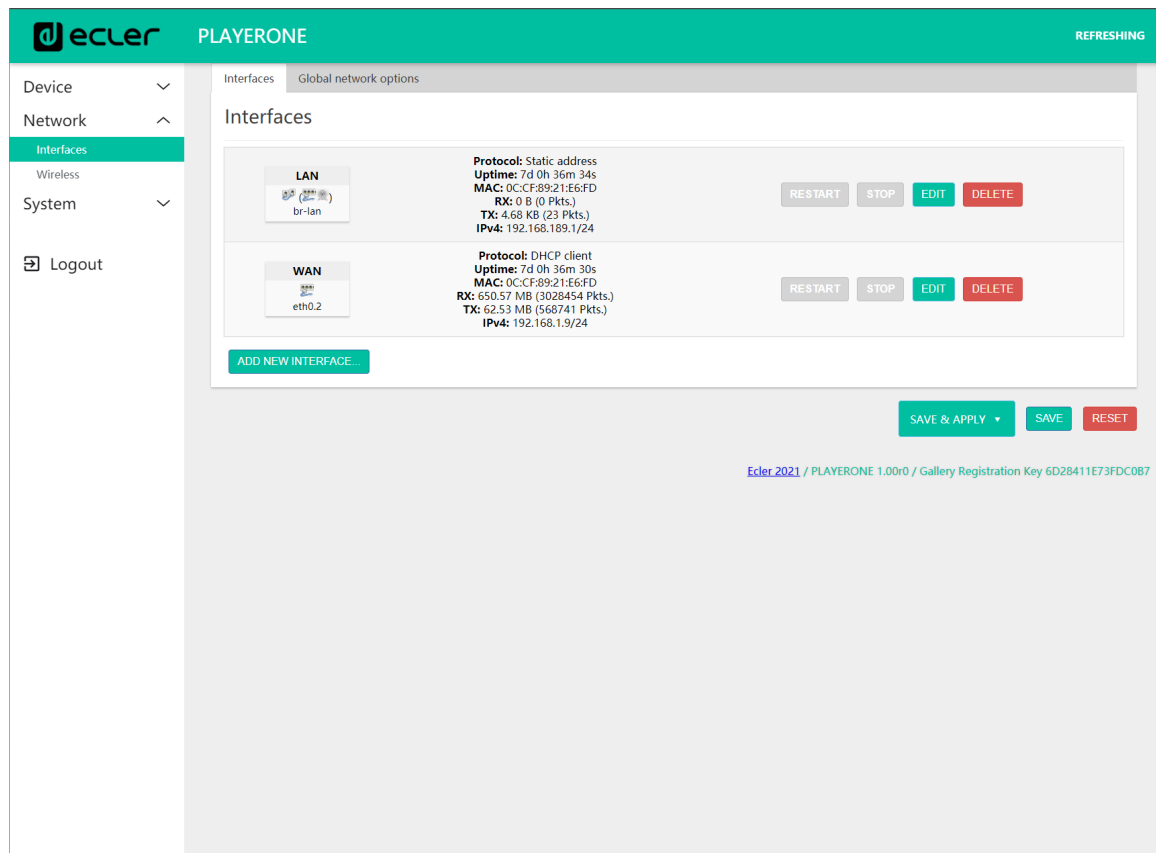 ecler
PLAYERONE
REFRESHING
Device
Network
Interfaces
Wireless
System
Logout
Interfaces
Global network options
Interfaces
LAN
br-lan
Protocol: Static address
Uptime: 7d 0h 36m 34s
MAC: 0C:CF:89:21:E6:FD
RX: 0 B (0 Pkts.)
TX: 4.68 KB (23 Pkts.)
IPv4: 192.168.189.1/24
RESTART
STOP
EDIT
DELETE
WAN
eth0.2
Protocol: DHCP client
Uptime: 7d 0h 36m 30s
MAC: 0C:CF:89:21:E6:FD
RX: 650.57 MB (3028454 Pkts.)
TX: 62.53 MB (568741 Pkts.)
IPv4: 192.168.1.9/24
RESTART
STOP
EDIT
DELETE
ADD NEW INTERFACE...
SAVE & APPLY
SAVE
RESET
Ecler 2021 / PLAYERONE 1.00r0 / Gallery Registration Key 6D28411E73FDC0B7